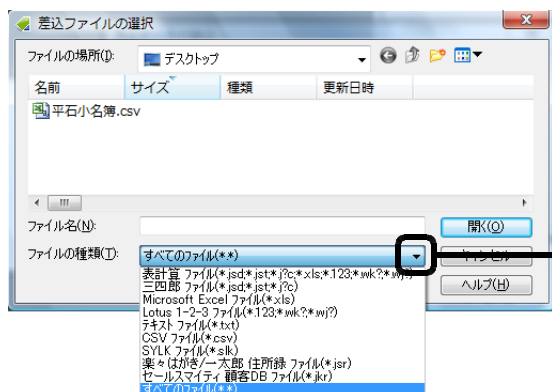 差込ファイルの選択
ファイルの場所(I):
デスクトップ
名前 サイズ 種類 更新日時
平石小名簿.csv
ファイル名(N):
開く(O)
ファイルの種類(T):
すべてのファイル(*.*)
キャンセル
ヘルプ(H)
表計算 ファイル(*.jsd;*.jst;*.j?c;*.xls;*.123;*.wk?;*.wj?)
三四郎 ファイル(*.jsd;*.jst;*.j?c)
Microsoft Excel ファイル(*.xls)
Lotus 1-2-3 ファイル(*.123;*.wk?;*.wj?)
テキスト ファイル(*.txt)
CSV ファイル(*.csv)
SYLK ファイル(*.slk)
楽々はがき/一太郎 住所録 ファイル(*.jsr)
セールスマイティ 顧客DB ファイル(*.jkr)
すべてのファイル(*.*)